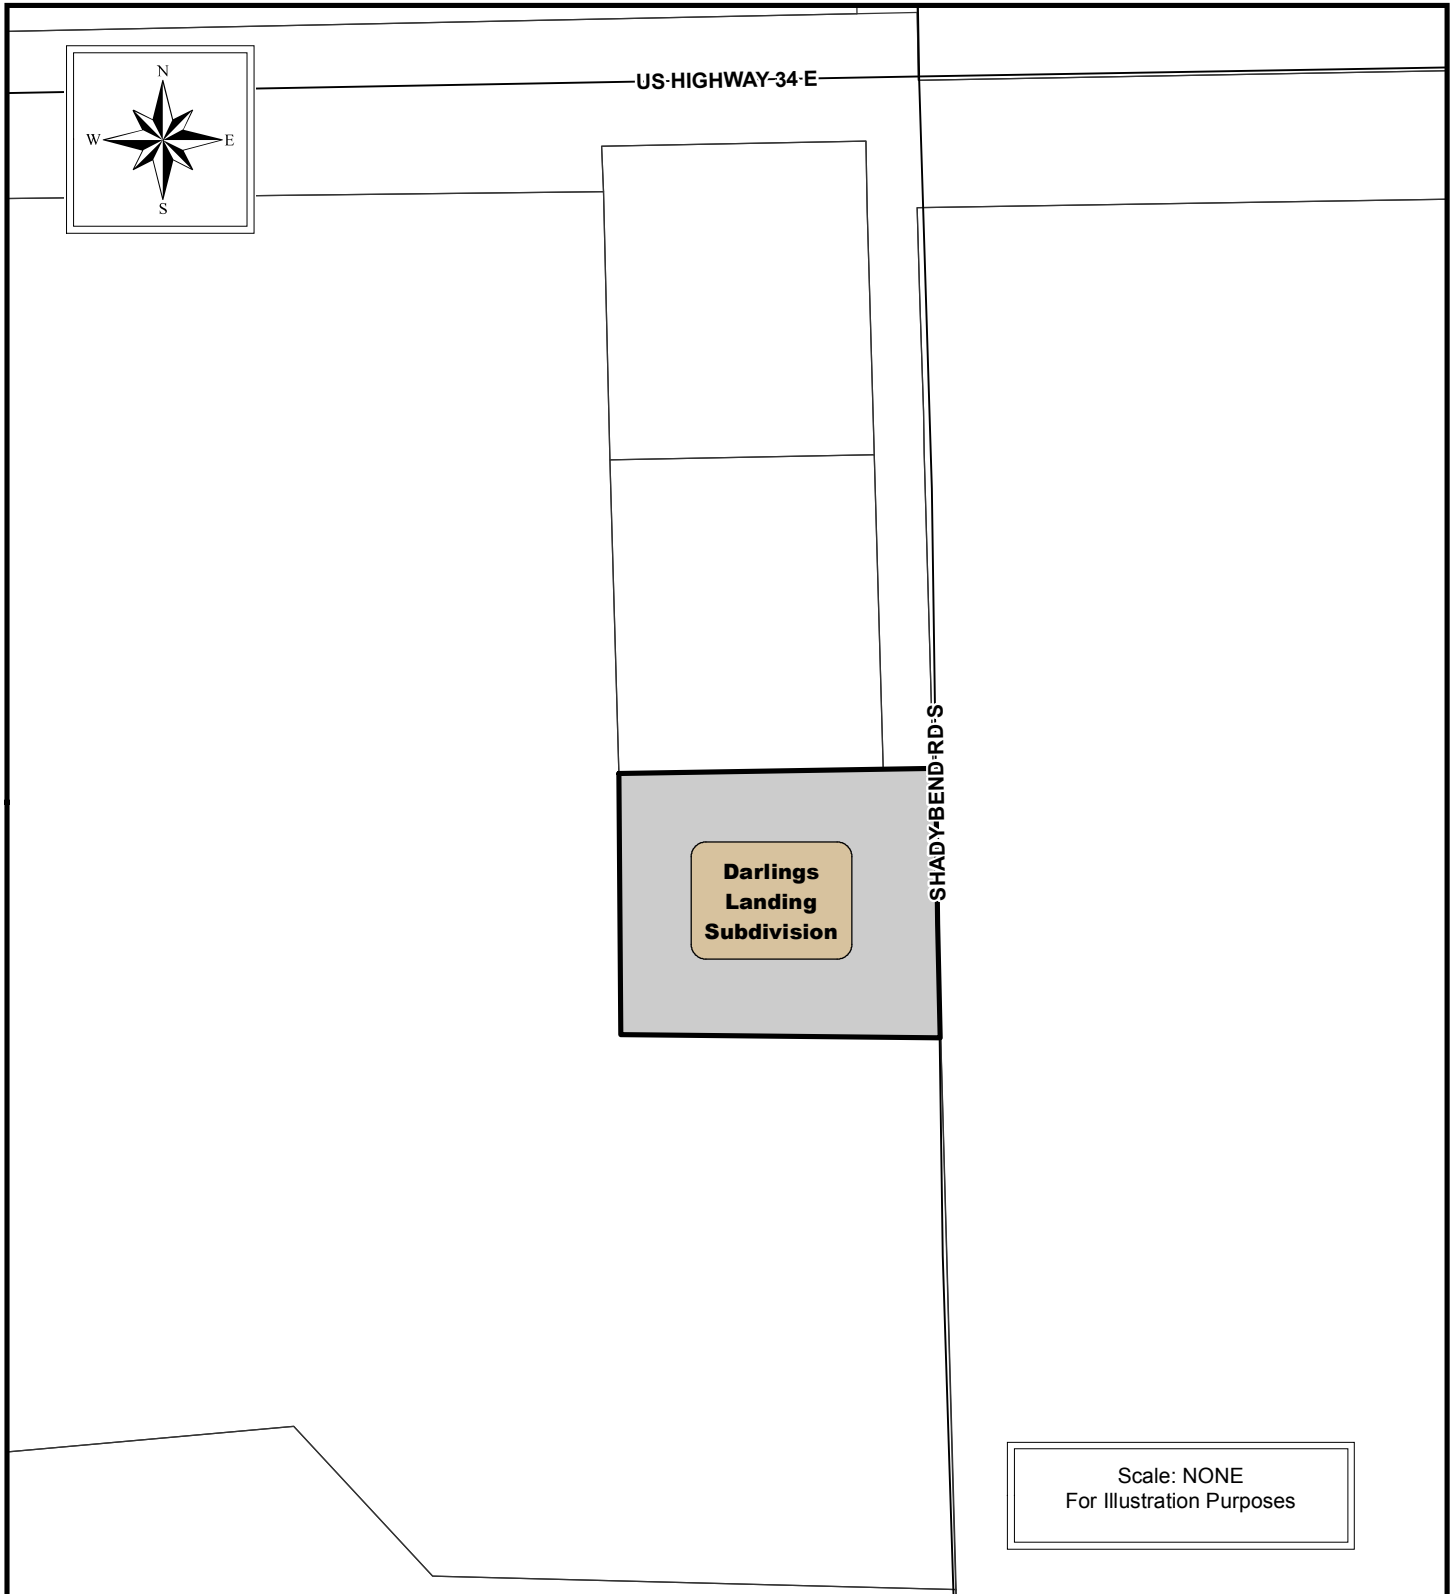 US HIGHWAY 34 E
N
W
E
S
SHADY BEND RD S
Darlings
Landing
Subdivision
Scale: NONE
For Illustration Purposes